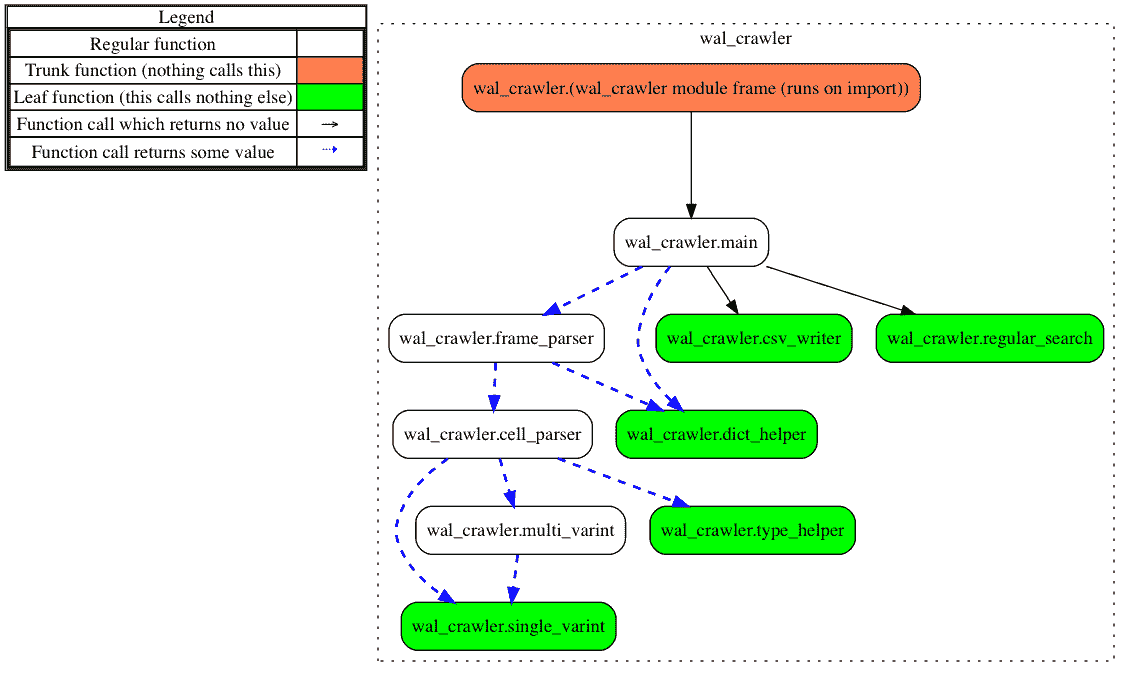 Legend
Regular function
Trunk function (nothing calls this)
Leaf function (this calls nothing else)
Function call which returns no value
Function call returns some value
wal_crawler
wal_crawler.(wal_crawler module frame (runs on import))
wal_crawler.main
wal_crawler.frame_parser
wal_crawler.csv_writer
wal_crawler.regular_search
wal_crawler.cell_parser
wal_crawler.dict_helper
wal_crawler.multi_varint
wal_crawler.type_helper
wal_crawler.single_varint